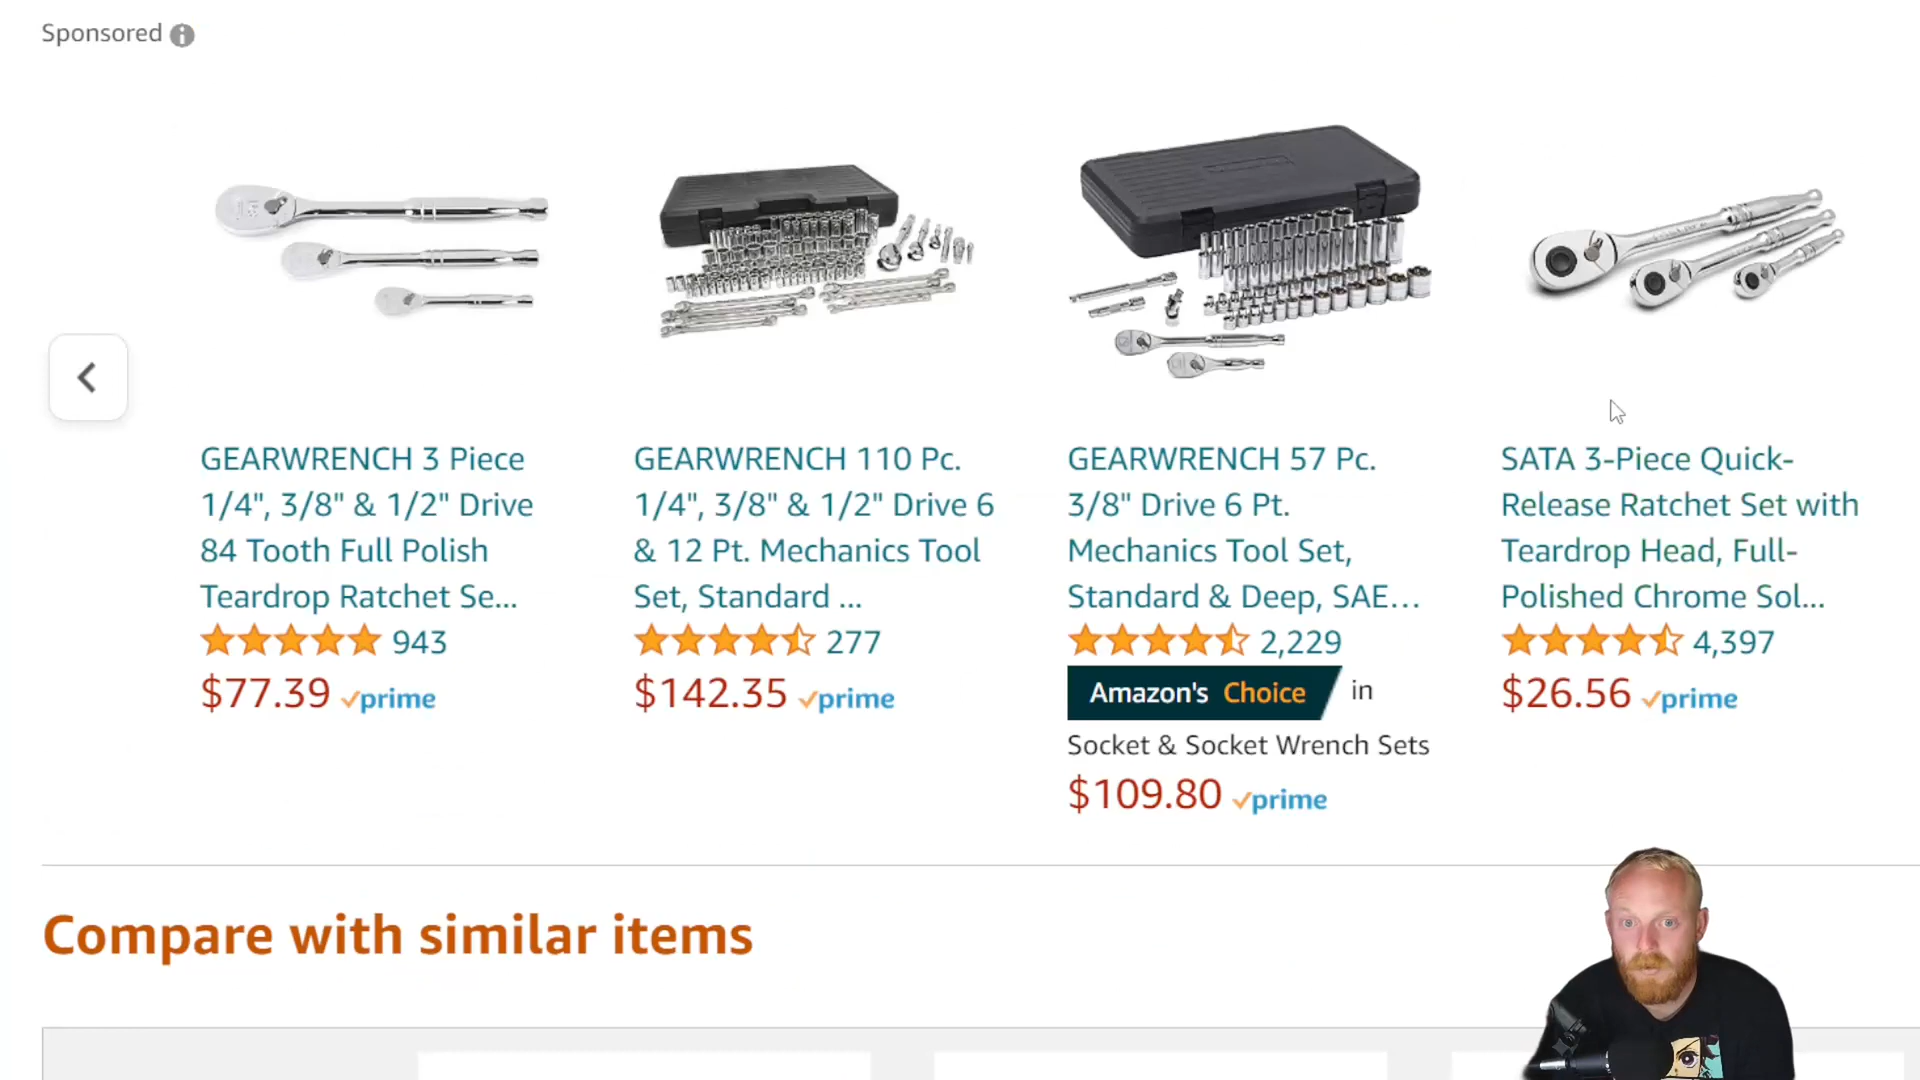 Sponsored
GEARWRENCH 3 Piece
1/4", 3/8" & 1/2" Drive
84 Tooth Full Polish
Teardrop Ratchet Se...
943
$77.39 prime
GEARWRENCH 110 Pc.
1/4", 3/8" & 1/2" Drive 6
& 12 Pt. Mechanics Tool
Set, Standard ...
277
$142.35 prime
GEARWRENCH 57 Pc.
3/8" Drive 6 Pt.
Mechanics Tool Set,
Standard & Deep, SAE...
2,229
Amazon's Choice in
Socket & Socket Wrench Sets
$109.80 prime
SATA 3-Piece Quick-
Release Ratchet Set with
Teardrop Head, Full-
Polished Chrome Sol...
4,397
$26.56 prime
Compare with similar items